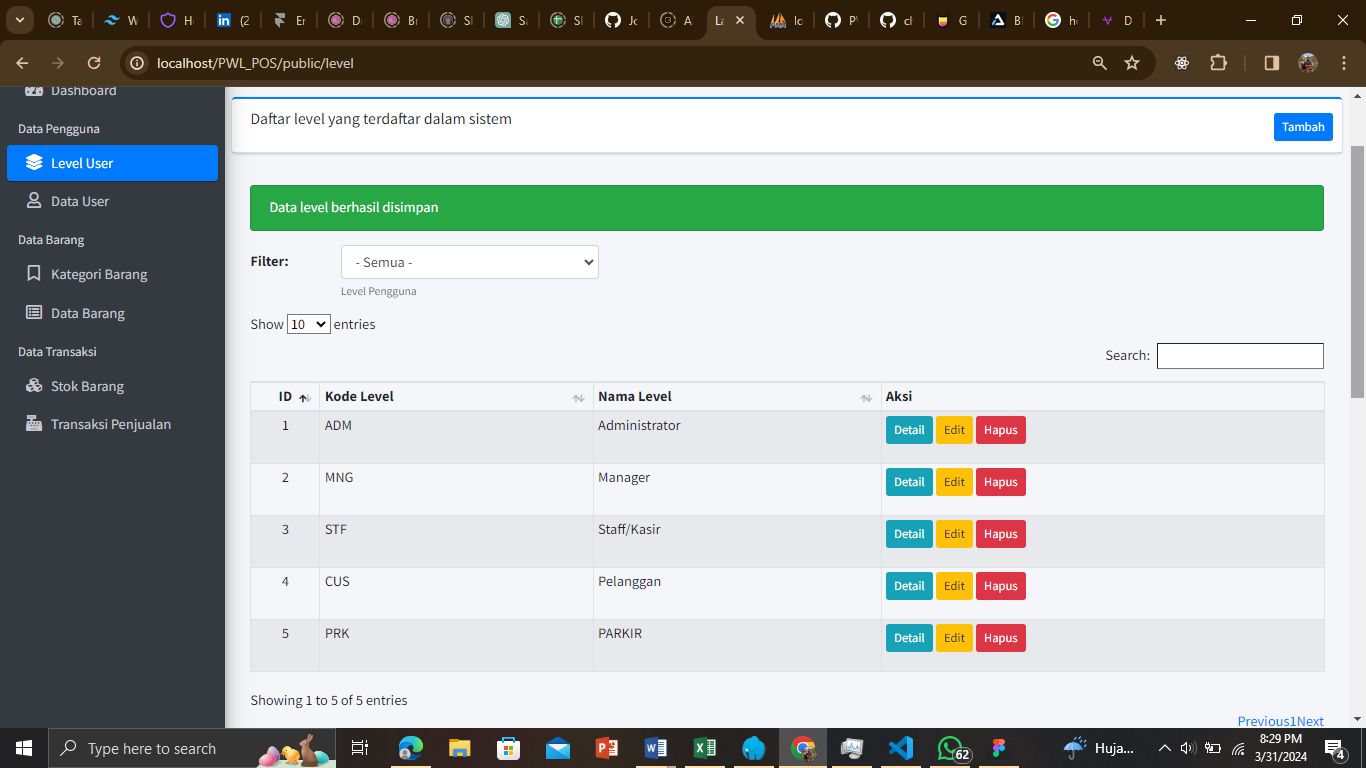 Ta
W
H
(2
Er
D
Br
Sl
Sa
Sl
Jc
A
La
Ic
P\
cl
G
B
h
D
localhost/PWL_POS/public/level
Dashboard
Data Pengguna
Level User
Data User
Data Barang
Kategori Barang
Data Barang
Data Transaksi
Stok Barang
Transaksi Penjualan
Daftar level yang terdaftar dalam sistem
Tambah
Data level berhasil disimpan
Filter:
- Semua -
Level Pengguna
Show 10 entries
Search:
ID Kode Level Nama Level Aksi
1 ADM Administrator Detail Edit Hapus
2 MNG Manager Detail Edit Hapus
3 STF Staff/Kasir Detail Edit Hapus
4 CUS Pelanggan Detail Edit Hapus
5 PRK PARKIR Detail Edit Hapus
Showing 1 to 5 of 5 entries
Previous1Next
Type here to search
62
Huja...
8:29 PM
3/31/2024
4